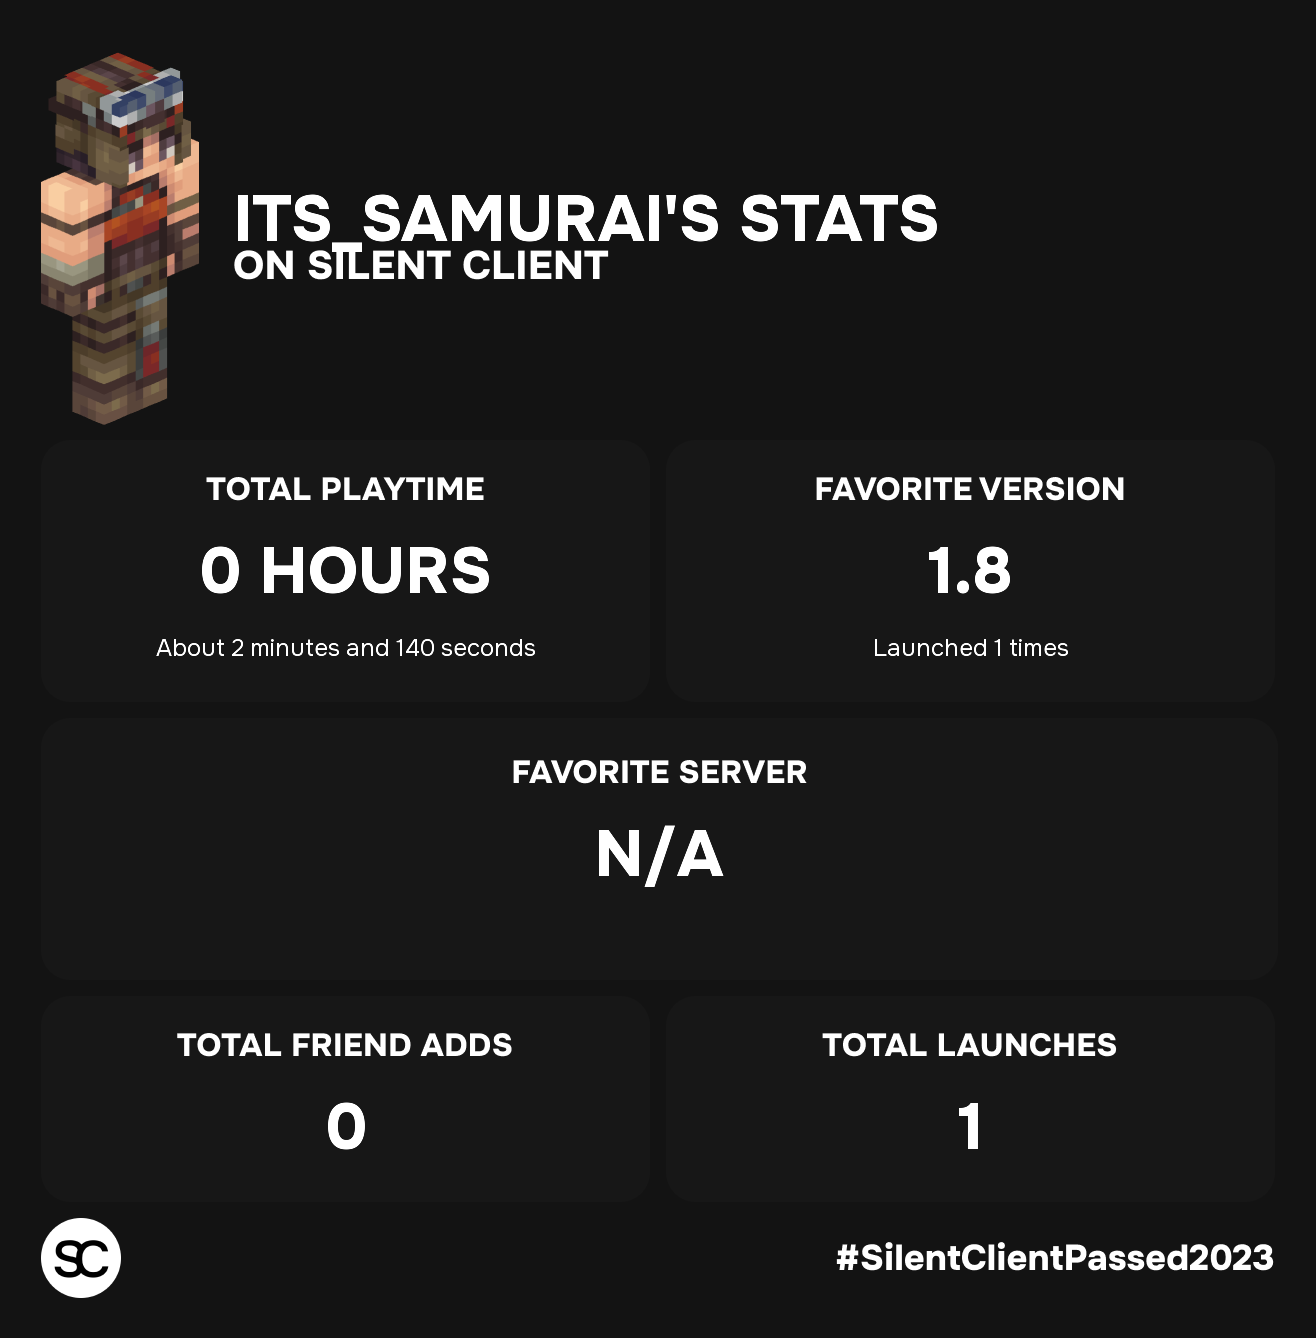 ITS_SAMURAI'S STATS
ON SILENT CLIENT
TOTAL PLAYTIME
0 HOURS
About 2 minutes and 140 seconds
FAVORITE VERSION
1.8
Launched 1 times
FAVORITE SERVER
N/A
TOTAL FRIEND ADDS
0
TOTAL LAUNCHES
1
SC
#SilentClientPassed2023